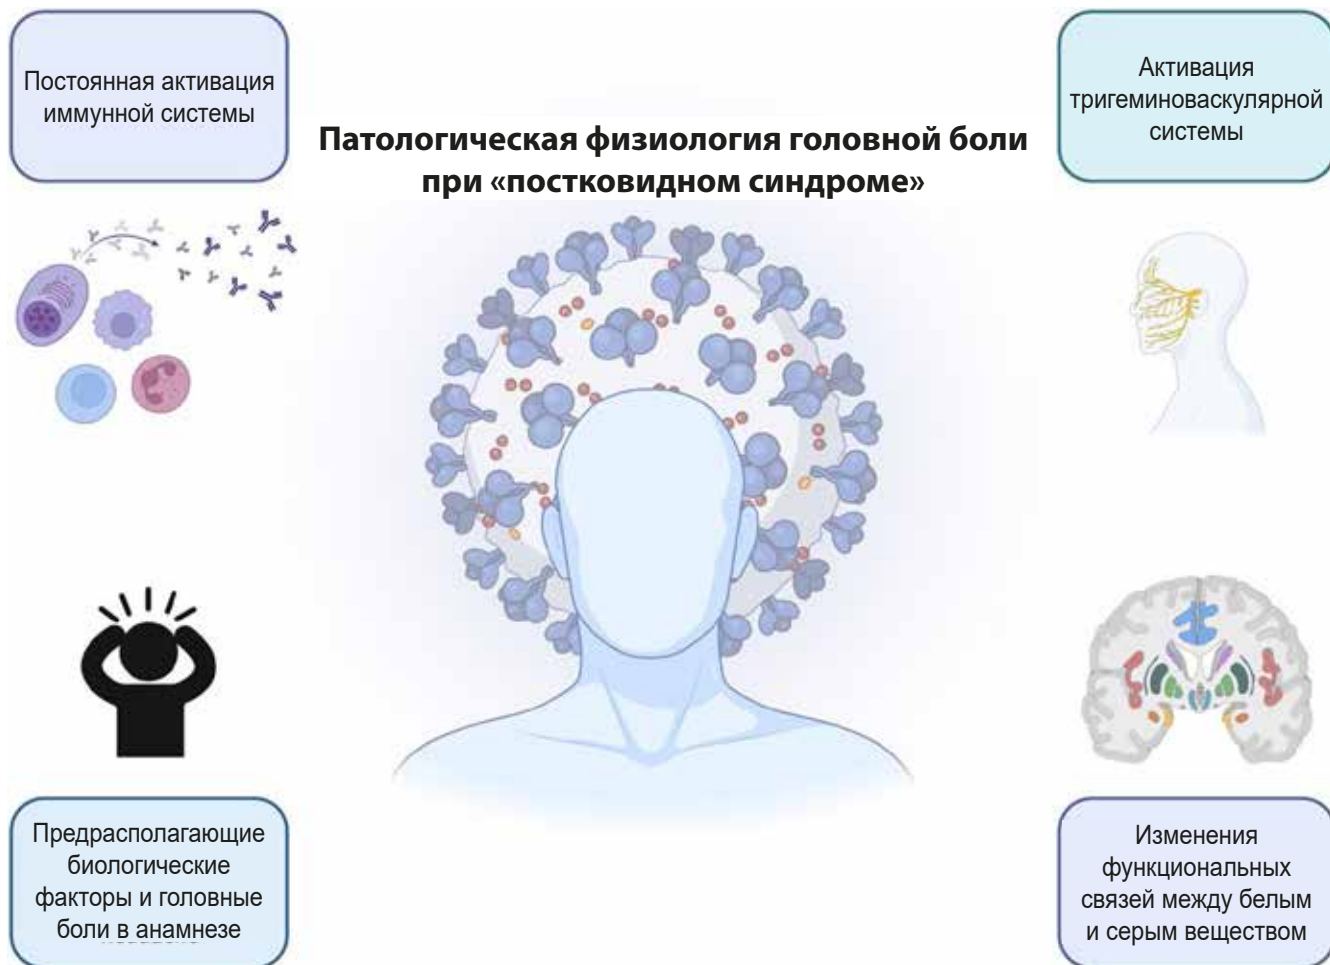 Постоянная активация
иммунной системы
Активация
тригеминоваскулярной
системы
Патологическая физиология головной боли
при «постковидном синдроме»
Предрасполагающие
биологические
факторы и головные
боли в анамнезе
Изменения
функциональных
связей между белым
и серым веществом